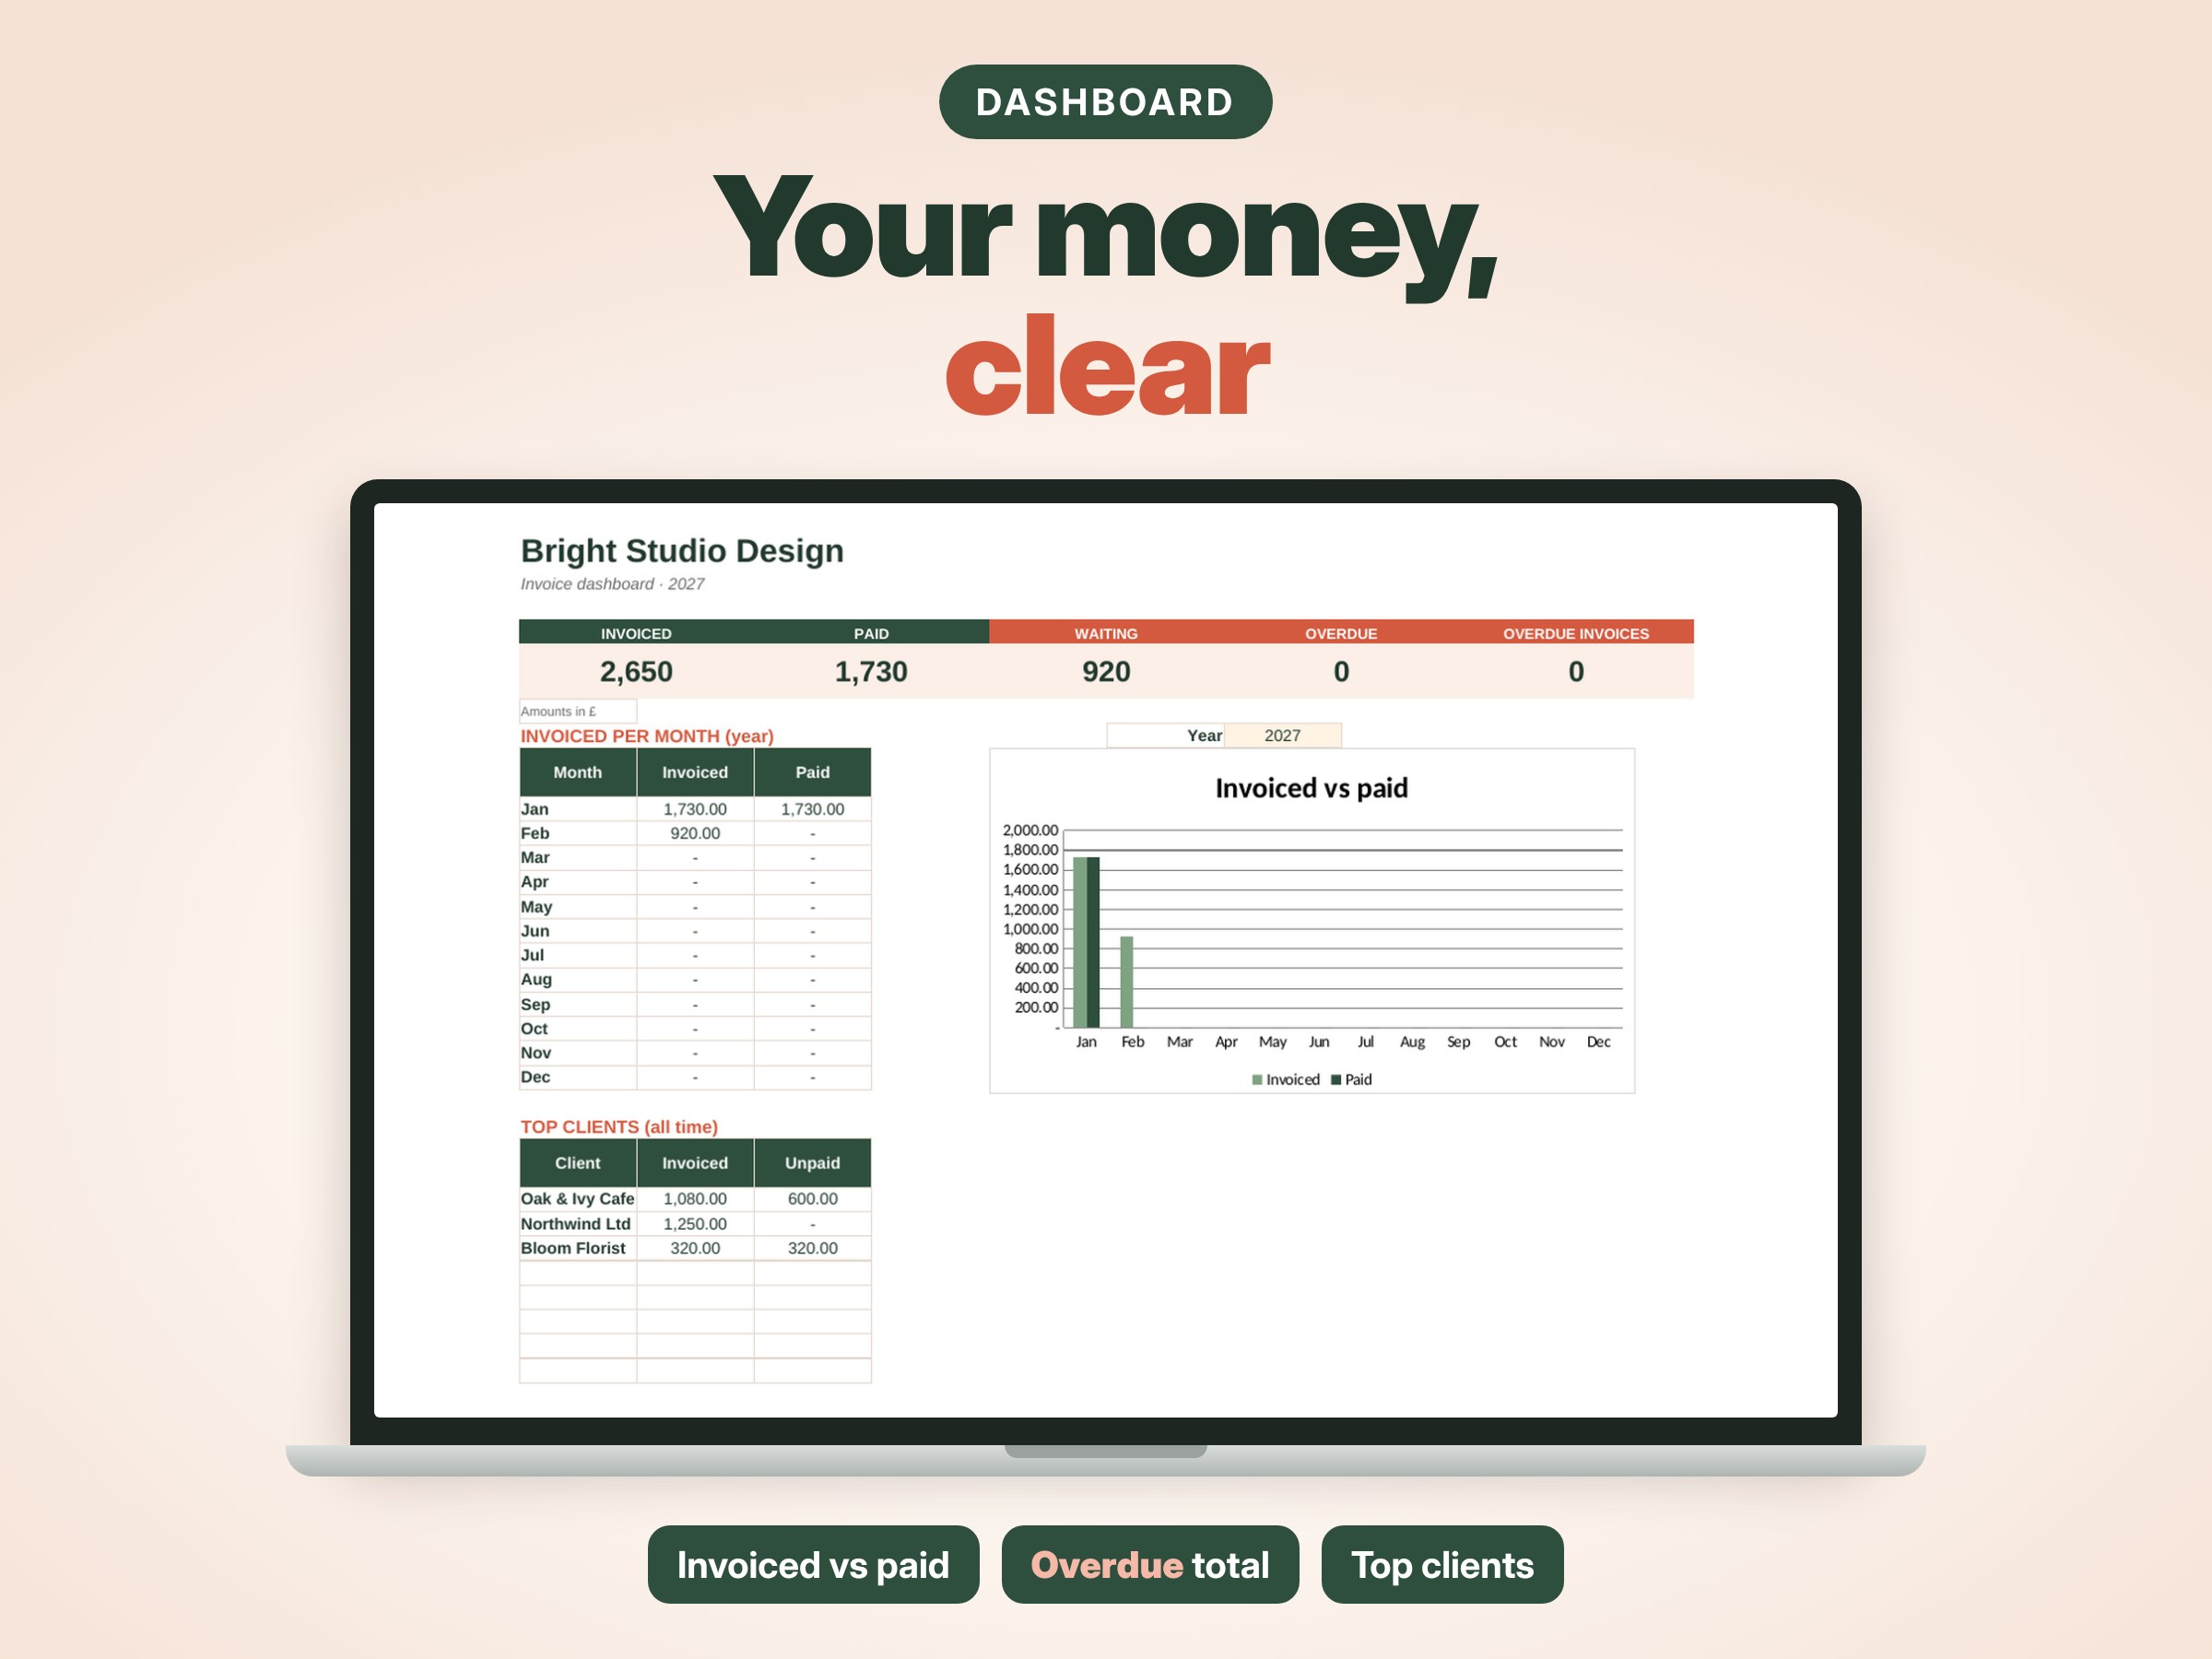 DASHBOARD
Your money,
clear
Bright Studio Design
Invoice dashboard · 2027
INVOICED PAID WAITING OVERDUE OVERDUE INVOICES
2,650 1,730 920 0 0
Amounts in £
INVOICED PER MONTH (year)
Month Invoiced Paid
Jan 1,730.00 1,730.00
Feb 920.00 -
Mar - -
Apr - -
May - -
Jun - -
Jul - -
Aug - -
Sep - -
Oct - -
Nov - -
Dec - -
Year 2027
Invoiced vs paid
2,000.00
1,800.00
1,600.00
1,400.00
1,200.00
1,000.00
800.00
600.00
400.00
200.00
-
Jan Feb Mar Apr May Jun Jul Aug Sep Oct Nov Dec
Invoiced Paid
TOP CLIENTS (all time)
Client Invoiced Unpaid
Oak & Ivy Cafe 1,080.00 600.00
Northwind Ltd 1,250.00 -
Bloom Florist 320.00 320.00
Invoiced vs paid
Overdue total
Top clients